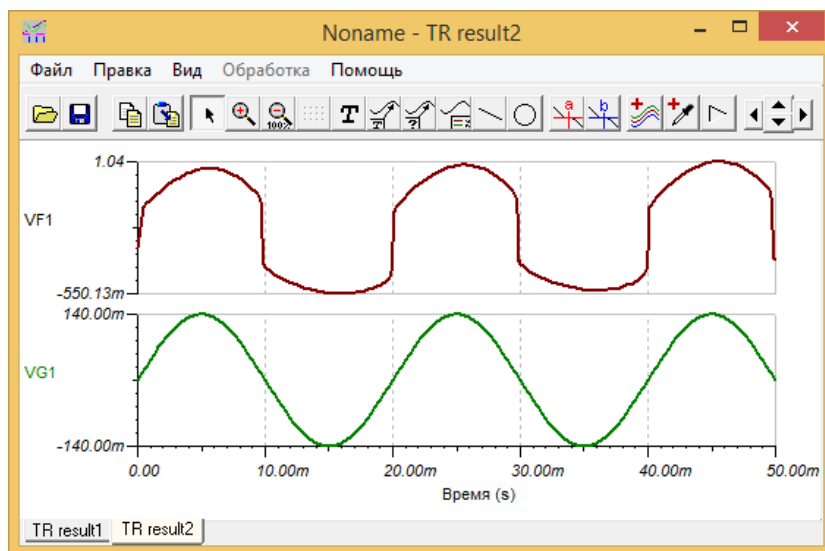 Noname - TR result2
Файл Правка Вид Обработка Помощь
100% T T ? a b
1.04
VF1
-550.13m
140.00m
VG1
-140.00m
0.00 10.00m 20.00m 30.00m 40.00m 50.00m
Время (s)
TR result1 TR result2